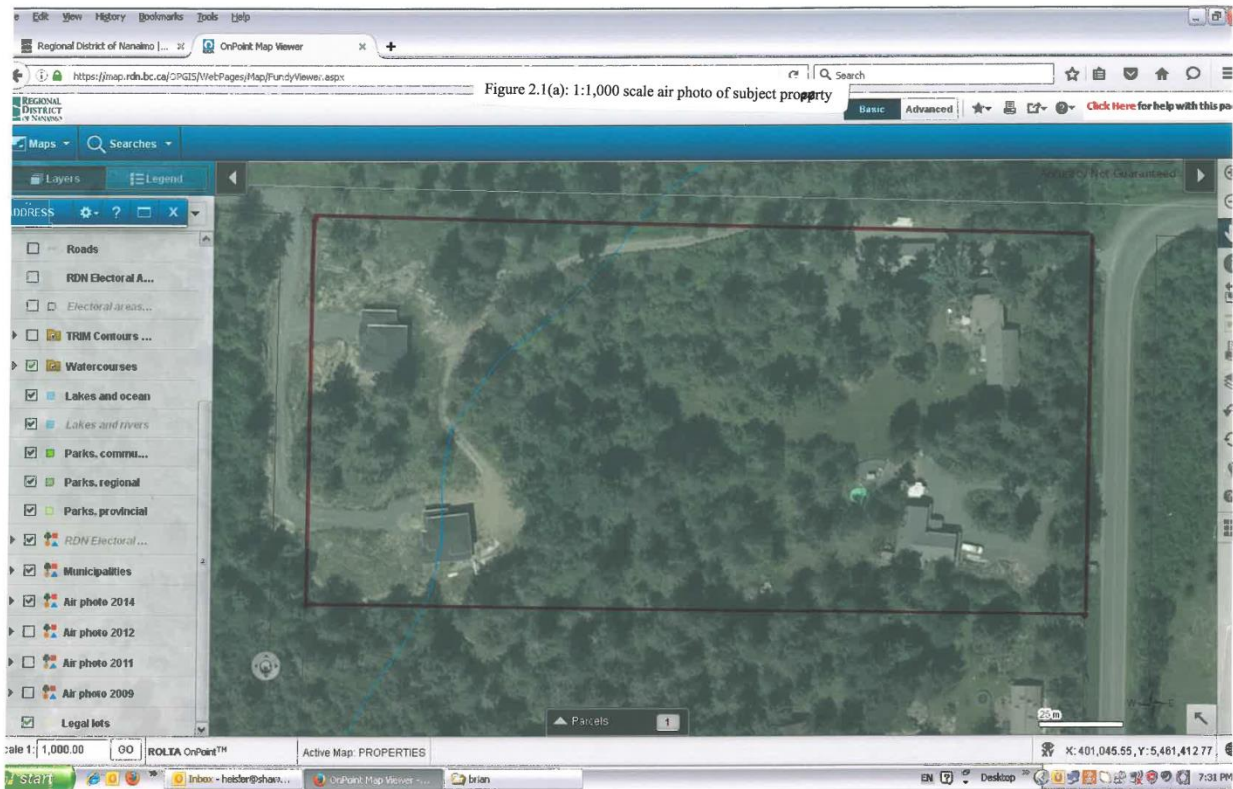 Edit View History Bookmarks Tools Help
Regional District of Nanaimo |...
OnPoint Map Viewer
https://map.rdn.bc.ca/OPGIS/WebPages/Map/FundyViewer.aspx
Search
Figure 2.1(a): 1:1,000 scale air photo of subject property
REGIONAL
DISTRICT
OF NANAIMO
Basic
Advanced
Click Here for help with this pa
Maps
Searches
Layers
Legend
Not Guaranteed
ADDRESS
Roads
RDN Electoral A...
Electoral areas...
TRIM Contours ...
Watercourses
Lakes and ocean
Lakes and rivers
Parks, commu...
Parks, regional
Parks, provincial
RDN Electoral ...
Municipalities
Air photo 2014
Air photo 2012
Air photo 2011
Air photo 2009
Legal lots
Parcels
1
25 m
cale 1: 1,000.00 GO ROLTA OnPoint™
Active Map: PROPERTIES
X: 401,045.55, Y: 5,461,412.77
start
Inbox - heister@shaw...
OnPoint Map Viewer -...
brian
EN
Desktop
7:31 PM